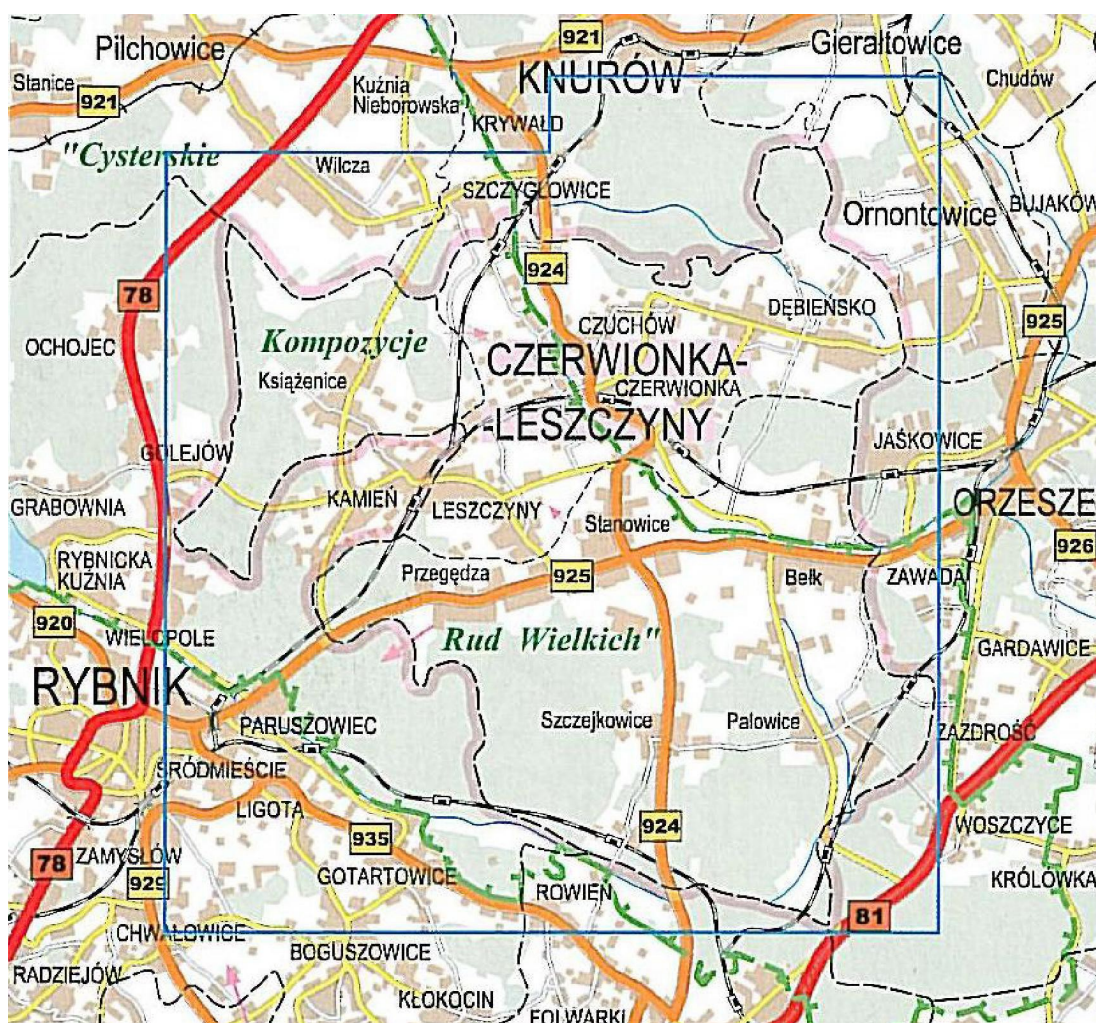 Pilchowice
921
KNURÓW
Gierałtowice
Stanice
921
Kuźnia
Nieborowska
Chudów
KRYWAŁD
"Cysterskie
Wilcza
SZCZYGŁOWICE
Ornontowice
BUJAKÓW
924
78
DĘBIEŃSKO
925
OCHOJEC
Kompozycje
CZUCHÓW
Książenice
CZERWIONKA-
CZERWIONKA
-LESZCZYNY
GOLEJÓW
JAŚKOWICE
GRABOWNIA
KAMIEŃ
LESZCZYNY
Stanowice
ORZESZE
RYBNICKA
KUŹNIA
Przegędza
925
Bełk
ZAWADA
926
920
WIELOPOLE
Rud Wielkich"
GARDAWICE
RYBNIK
PARUSZOWIEC
Szczejkowice
Palowice
ZAZDROŚĆ
ŚRÓDMIEŚCIE
LIGOTA
935
924
WOSZCZYCE
78
ZAMYSŁÓW
929
GOTARTOWICE
ROWIEŃ
KRÓLÓWKA
81
CHWAŁOWICE
BOGUSZOWICE
RADZIEJÓW
KŁOKOCIN
FOLWARKI